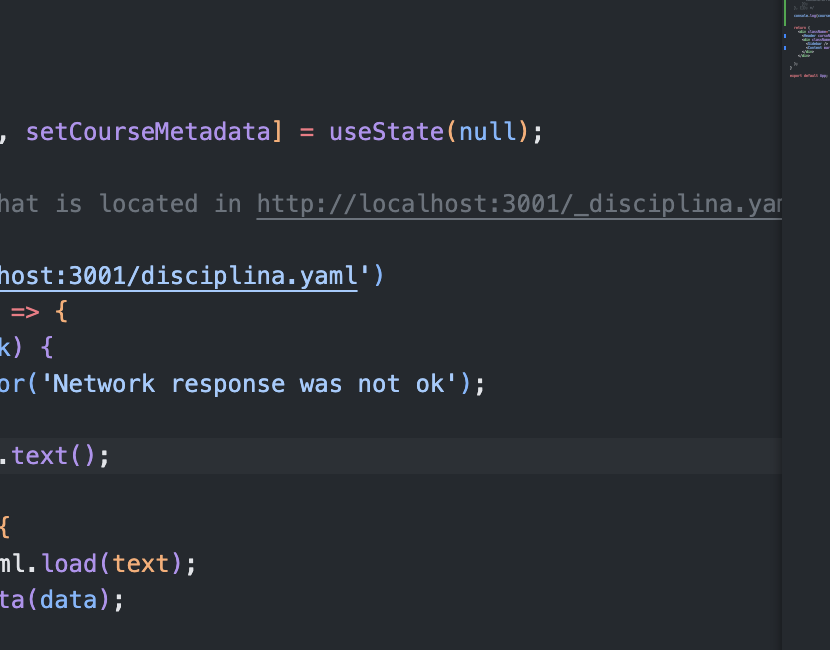 , setCourseMetadata] = useState(null);
hat is located in http://localhost:3001/_disciplina.yam
host:3001/disciplina.yaml')
=> {
k) {
or('Network response was not ok');
.text();
{
ml.load(text);
ta(data);